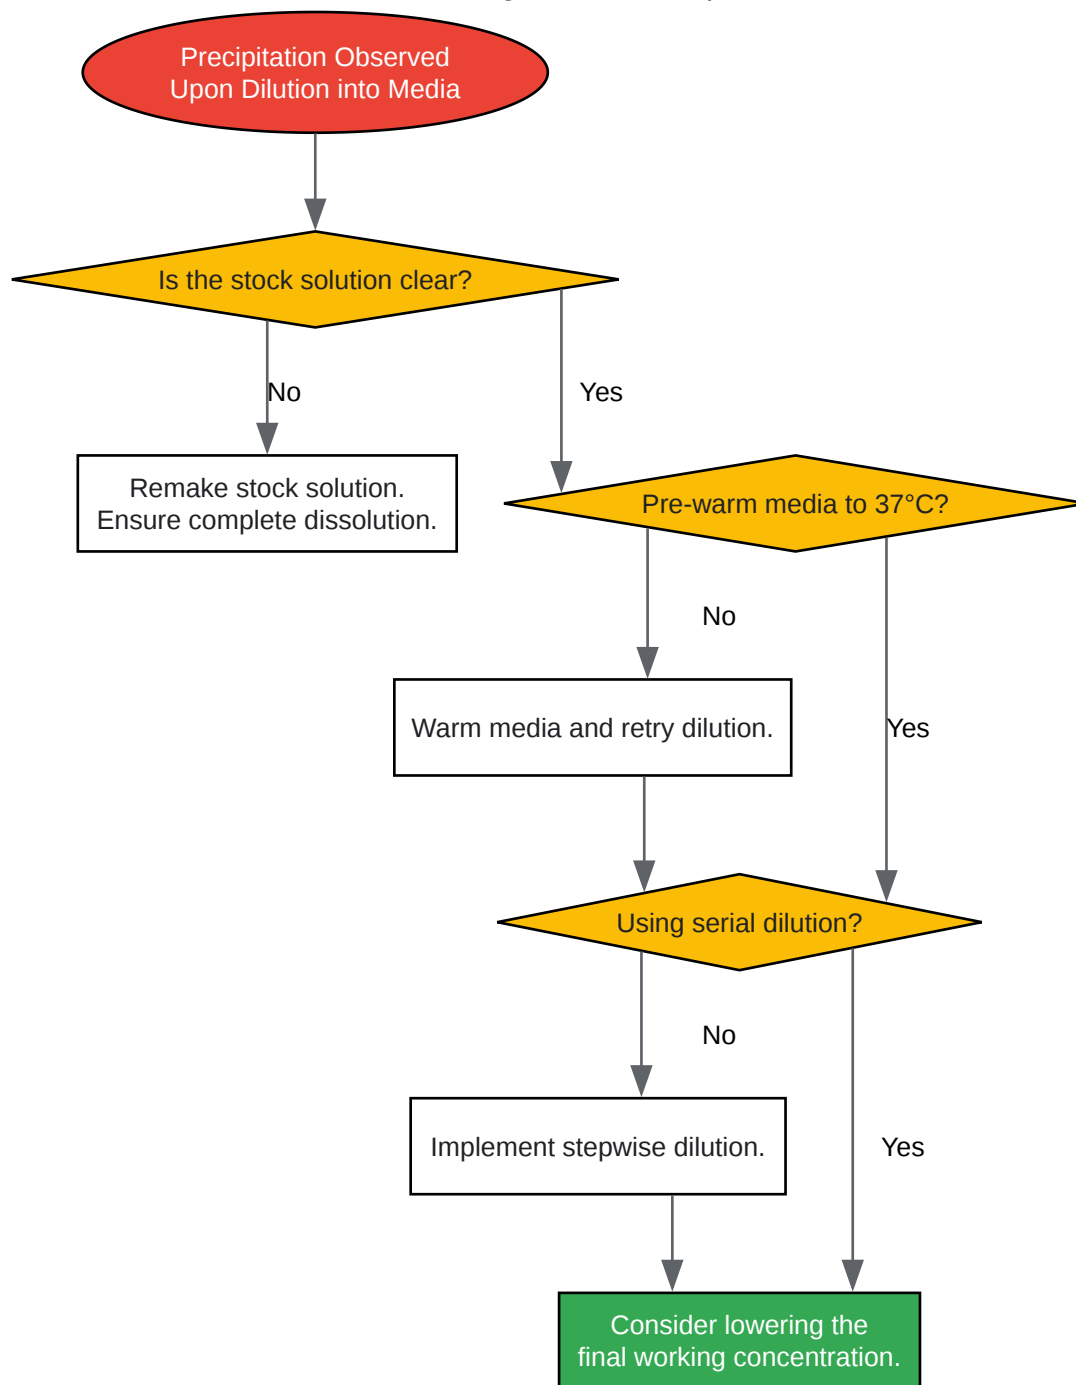 Precipitation Observed
Upon Dilution into Media
Is the stock solution clear?
No
Yes
Remake stock solution.
Ensure complete dissolution.
Pre-warm media to 37°C?
No
Warm media and retry dilution.
Yes
Using serial dilution?
No
Implement stepwise dilution.
Yes
Consider lowering the
final working concentration.